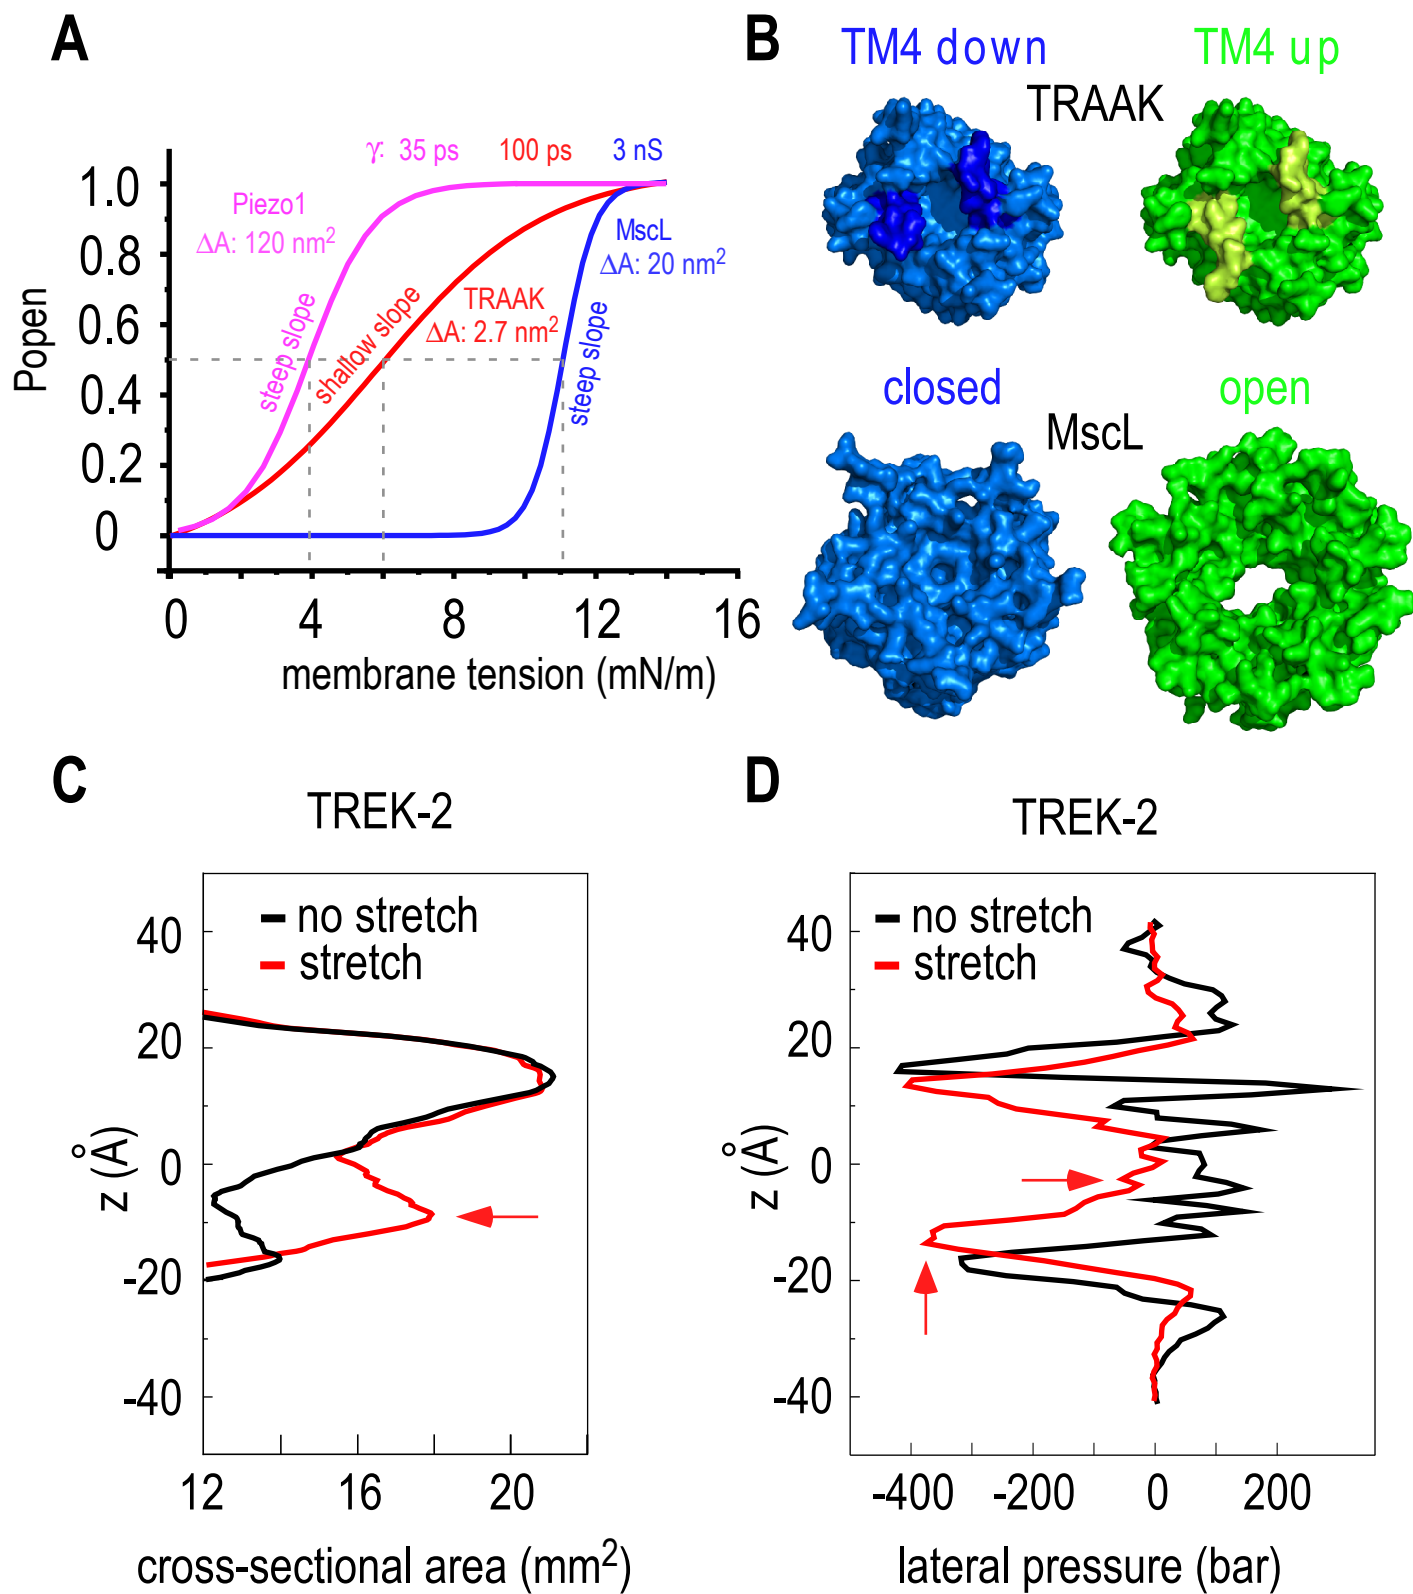 A
γ: 35 ps 100 ps 3 nS
Piezo1
ΔA: 120 nm²
MscL
ΔA: 20 nm²
TRAAK
ΔA: 2.7 nm²
steep slope
shallow slope
steep slope
Popen
1.0
0.8
0.6
0.4
0.2
0
0 4 8 12 16
membrane tension (mN/m)
B
TM4 down TM4 up
TRAAK
closed open
MscL
C
TREK-2
no stretch
stretch
z (Å)
40
20
0
-20
-40
12 16 20
cross-sectional area (mm²)
D
TREK-2
no stretch
stretch
z (Å)
40
20
0
-20
-40
-400 -200 0 200
lateral pressure (bar)